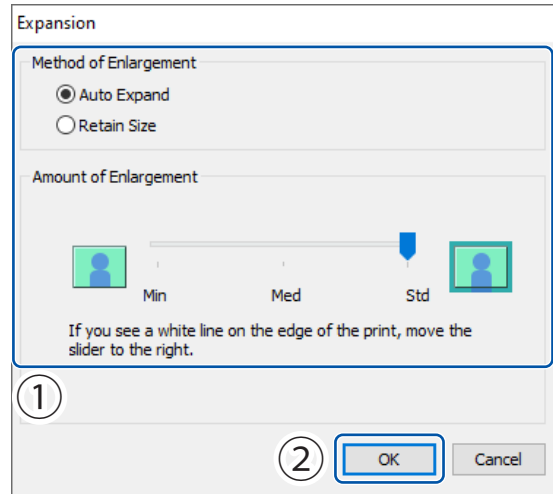 Expansion
Method of Enlargement
Auto Expand
Retain Size
Amount of Enlargement
Min Med Std
If you see a white line on the edge of the print, move the
slider to the right.
①
② OK Cancel